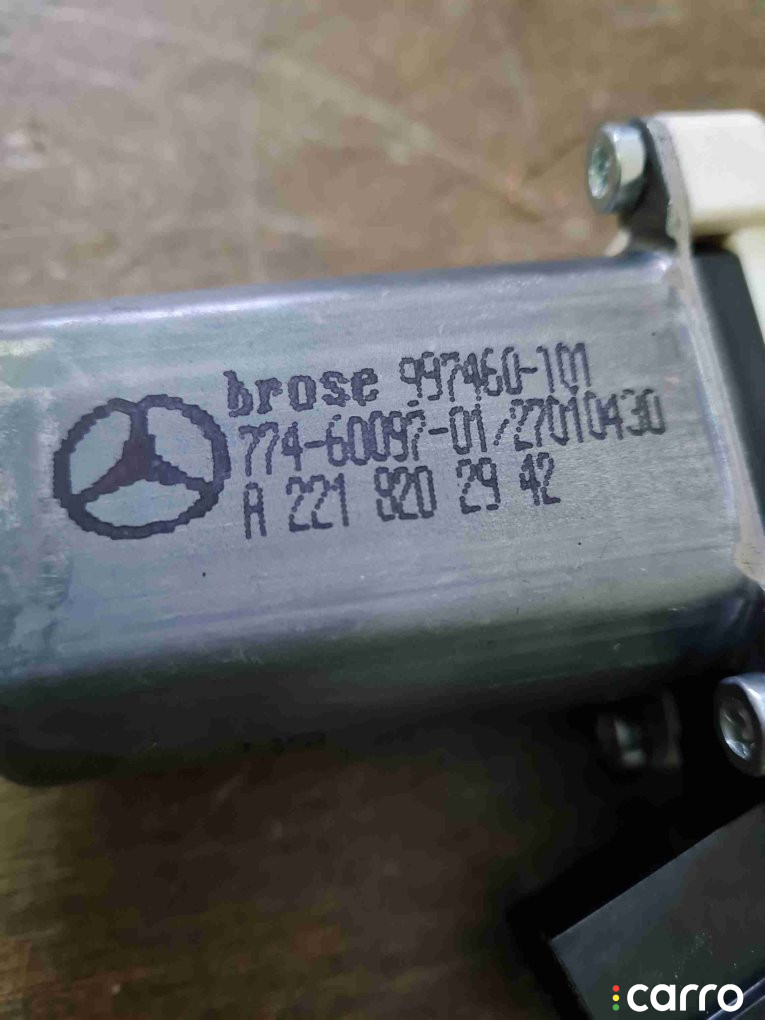 brose 997460-101
774-60097-01/27010430
A 221 820 29 42
carro